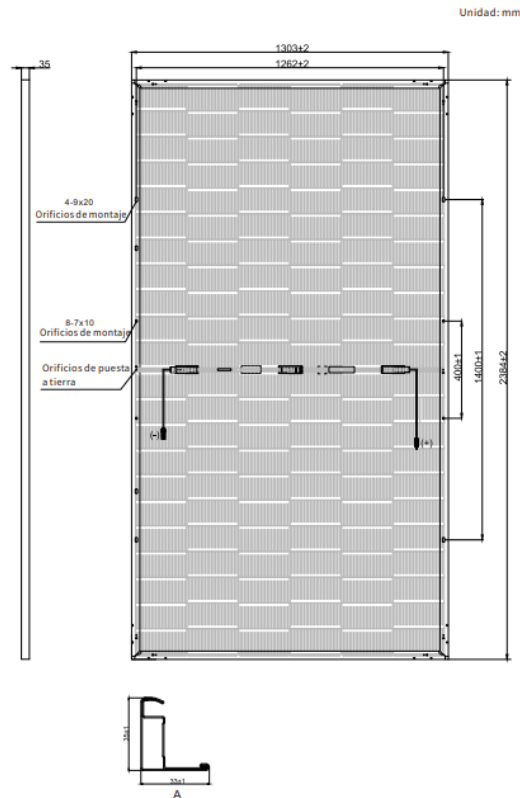 Unidad: mm
1303±2
1262±2
35
4-9x20
Orificios de montaje
8-7x10
Orificios de montaje
Orificios de puesta
a tierra
400±1
1400±1
2384±2
(-)
(+)
35±1
33±1
A